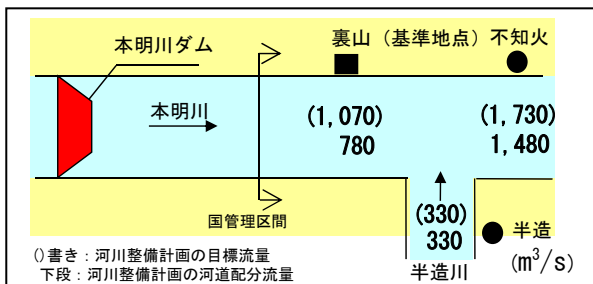 本明川ダム
裏山（基準地点）
不知火
本明川
(1,070)
780
(1,730)
1,480
国管理区間
(330)
330
半造
(m³/s)
半造川
()書き：河川整備計画の目標流量
下段：河川整備計画の河道配分流量